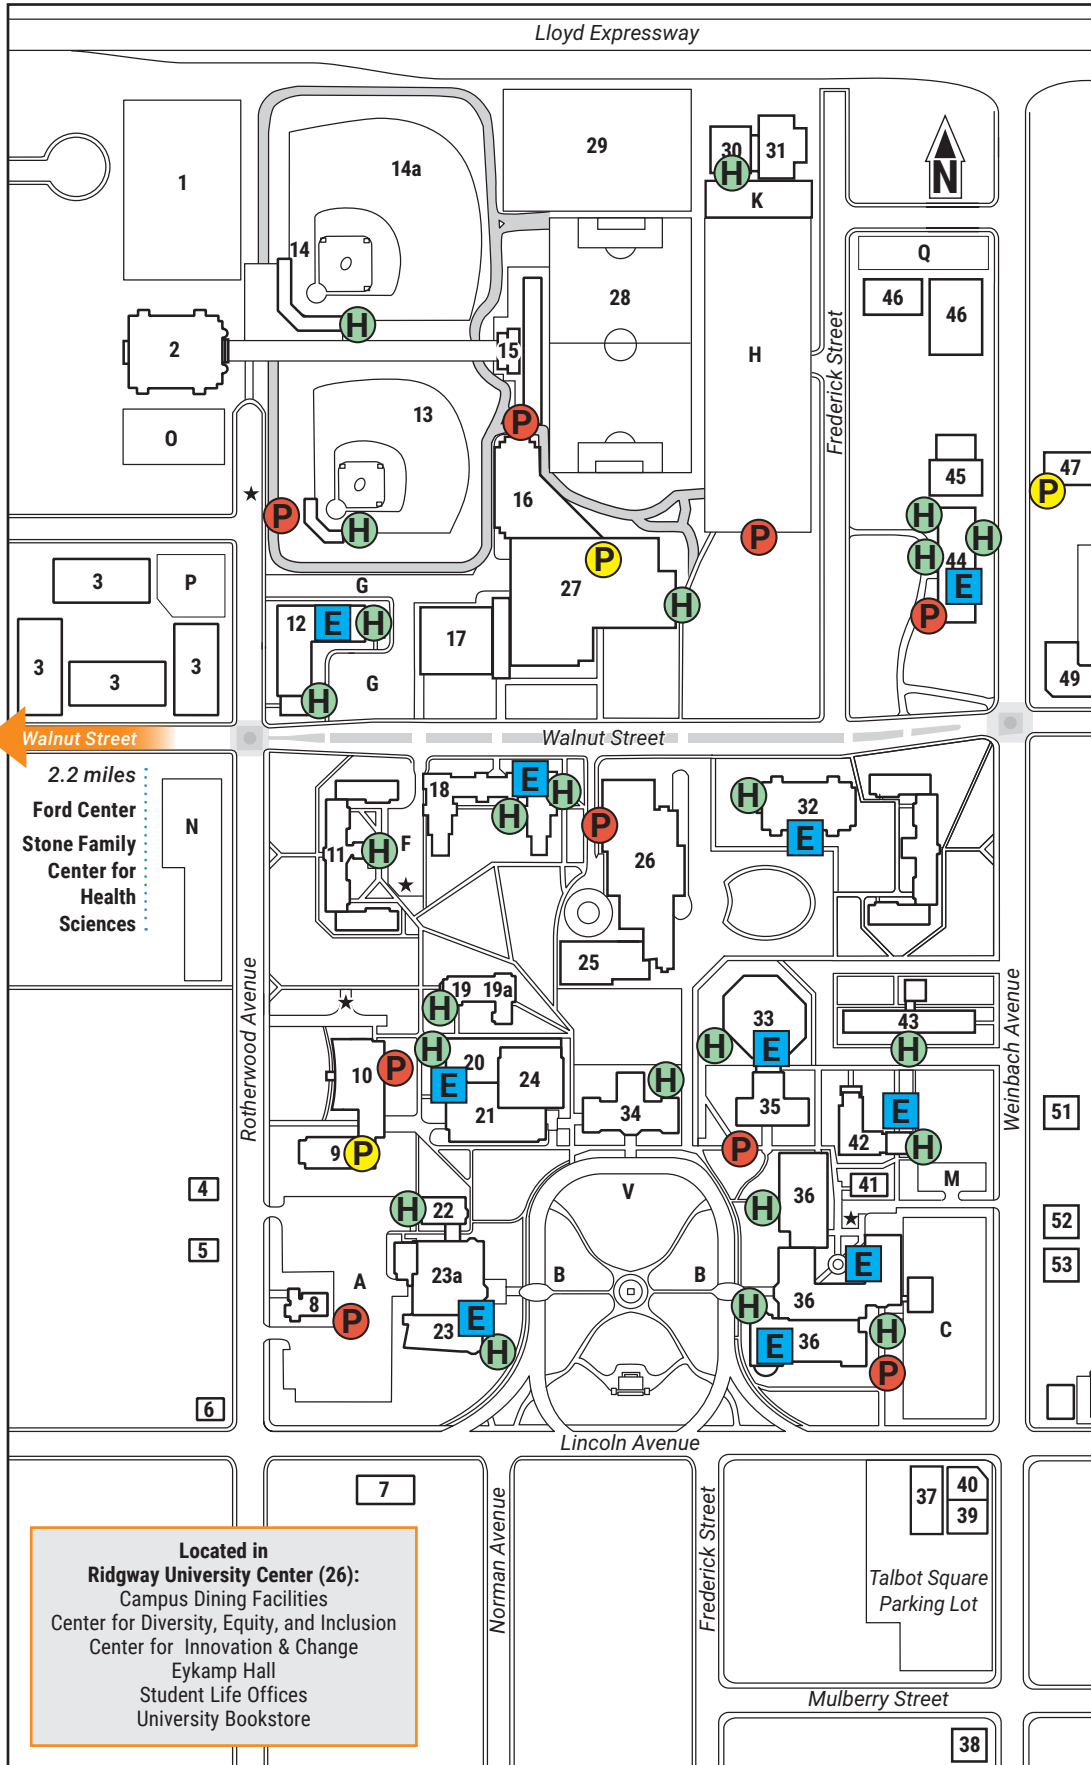 Lloyd Expressway
29
30
31
H
14a
1
K
N
14
Q
28
46
46
H
2
15
H
Frederick Street
13
P
O
45
47
P
16
P
H
H
P
P
H
H
44
3
P
G
27
E
12
E
H
H
P
17
3
3
3
G
49
H
Walnut Street
Walnut Street
2.2 miles
Ford Center
Stone Family
Center for
Health
Sciences
N
18
E
H
H
P
H
32
E
11
H
F
26
25
19
19a
H
33
43
H
E
H
H
Rotherwood Avenue
Weinbach Avenue
20
10
P
E
24
H
34
35
E
51
21
42
H
9
P
P
4
V
36
41
M
H
22
H
52
5
A
23a
B
B
E
53
8
P
36
H
23
E
H
E
36
H
C
P
6
Lincoln Avenue
7
37
40
39
Norman Avenue
Frederick Street
Talbot Square
Parking Lot
Located in
Ridgway University Center (26):
Campus Dining Facilities
Center for Diversity, Equity, and Inclusion
Center for Innovation & Change
Eykamp Hall
Student Life Offices
University Bookstore
Mulberry Street
38